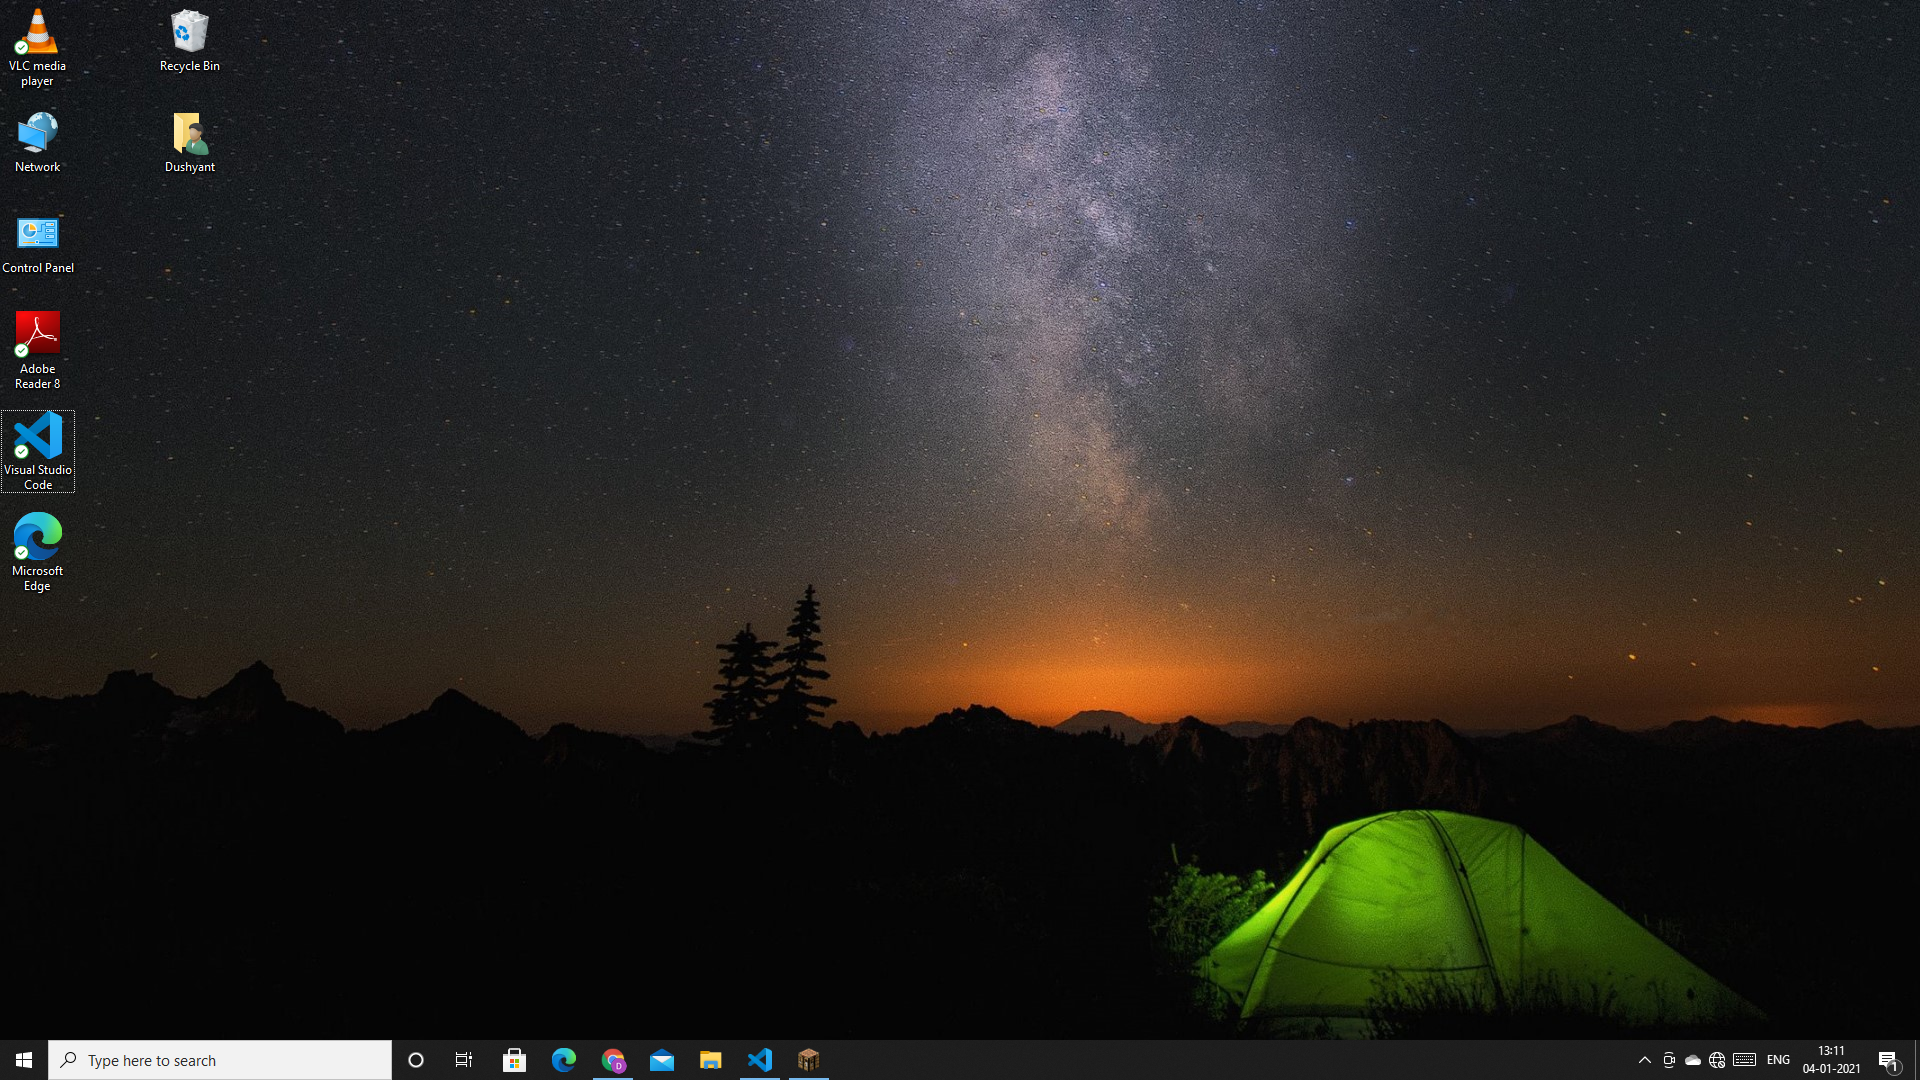 VLC media
player
Recycle Bin
Network
Dushyant
Control Panel
Adobe
Reader 8
Visual Studio
Code
Microsoft
Edge
Type here to search
D
ENG
13:11
04-01-2021
1